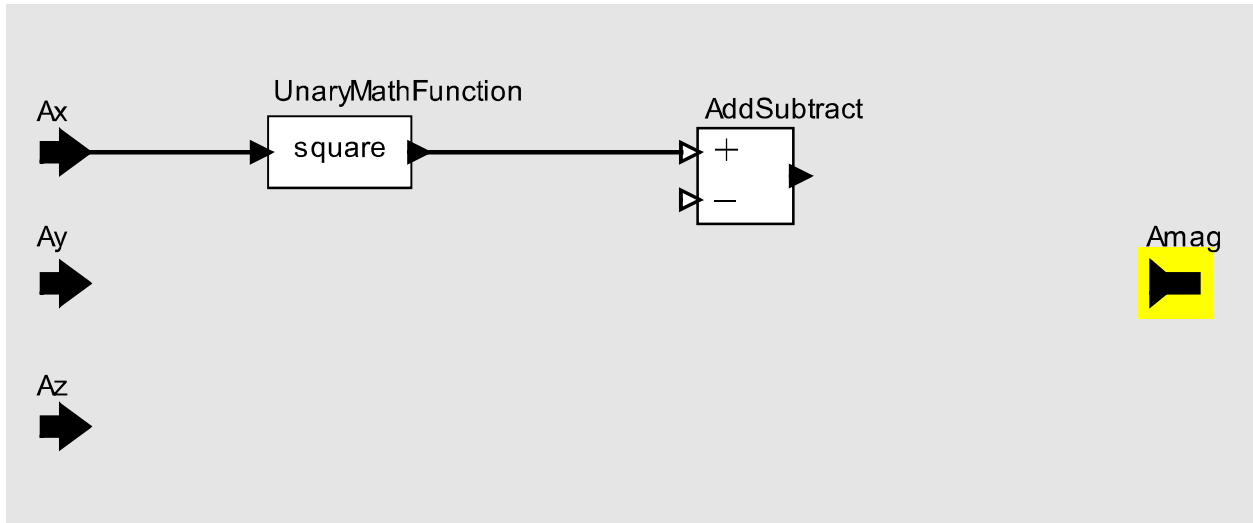 UnaryMathFunction
Ax
AddSubtract
square
+
−
Ay
Amag
Az